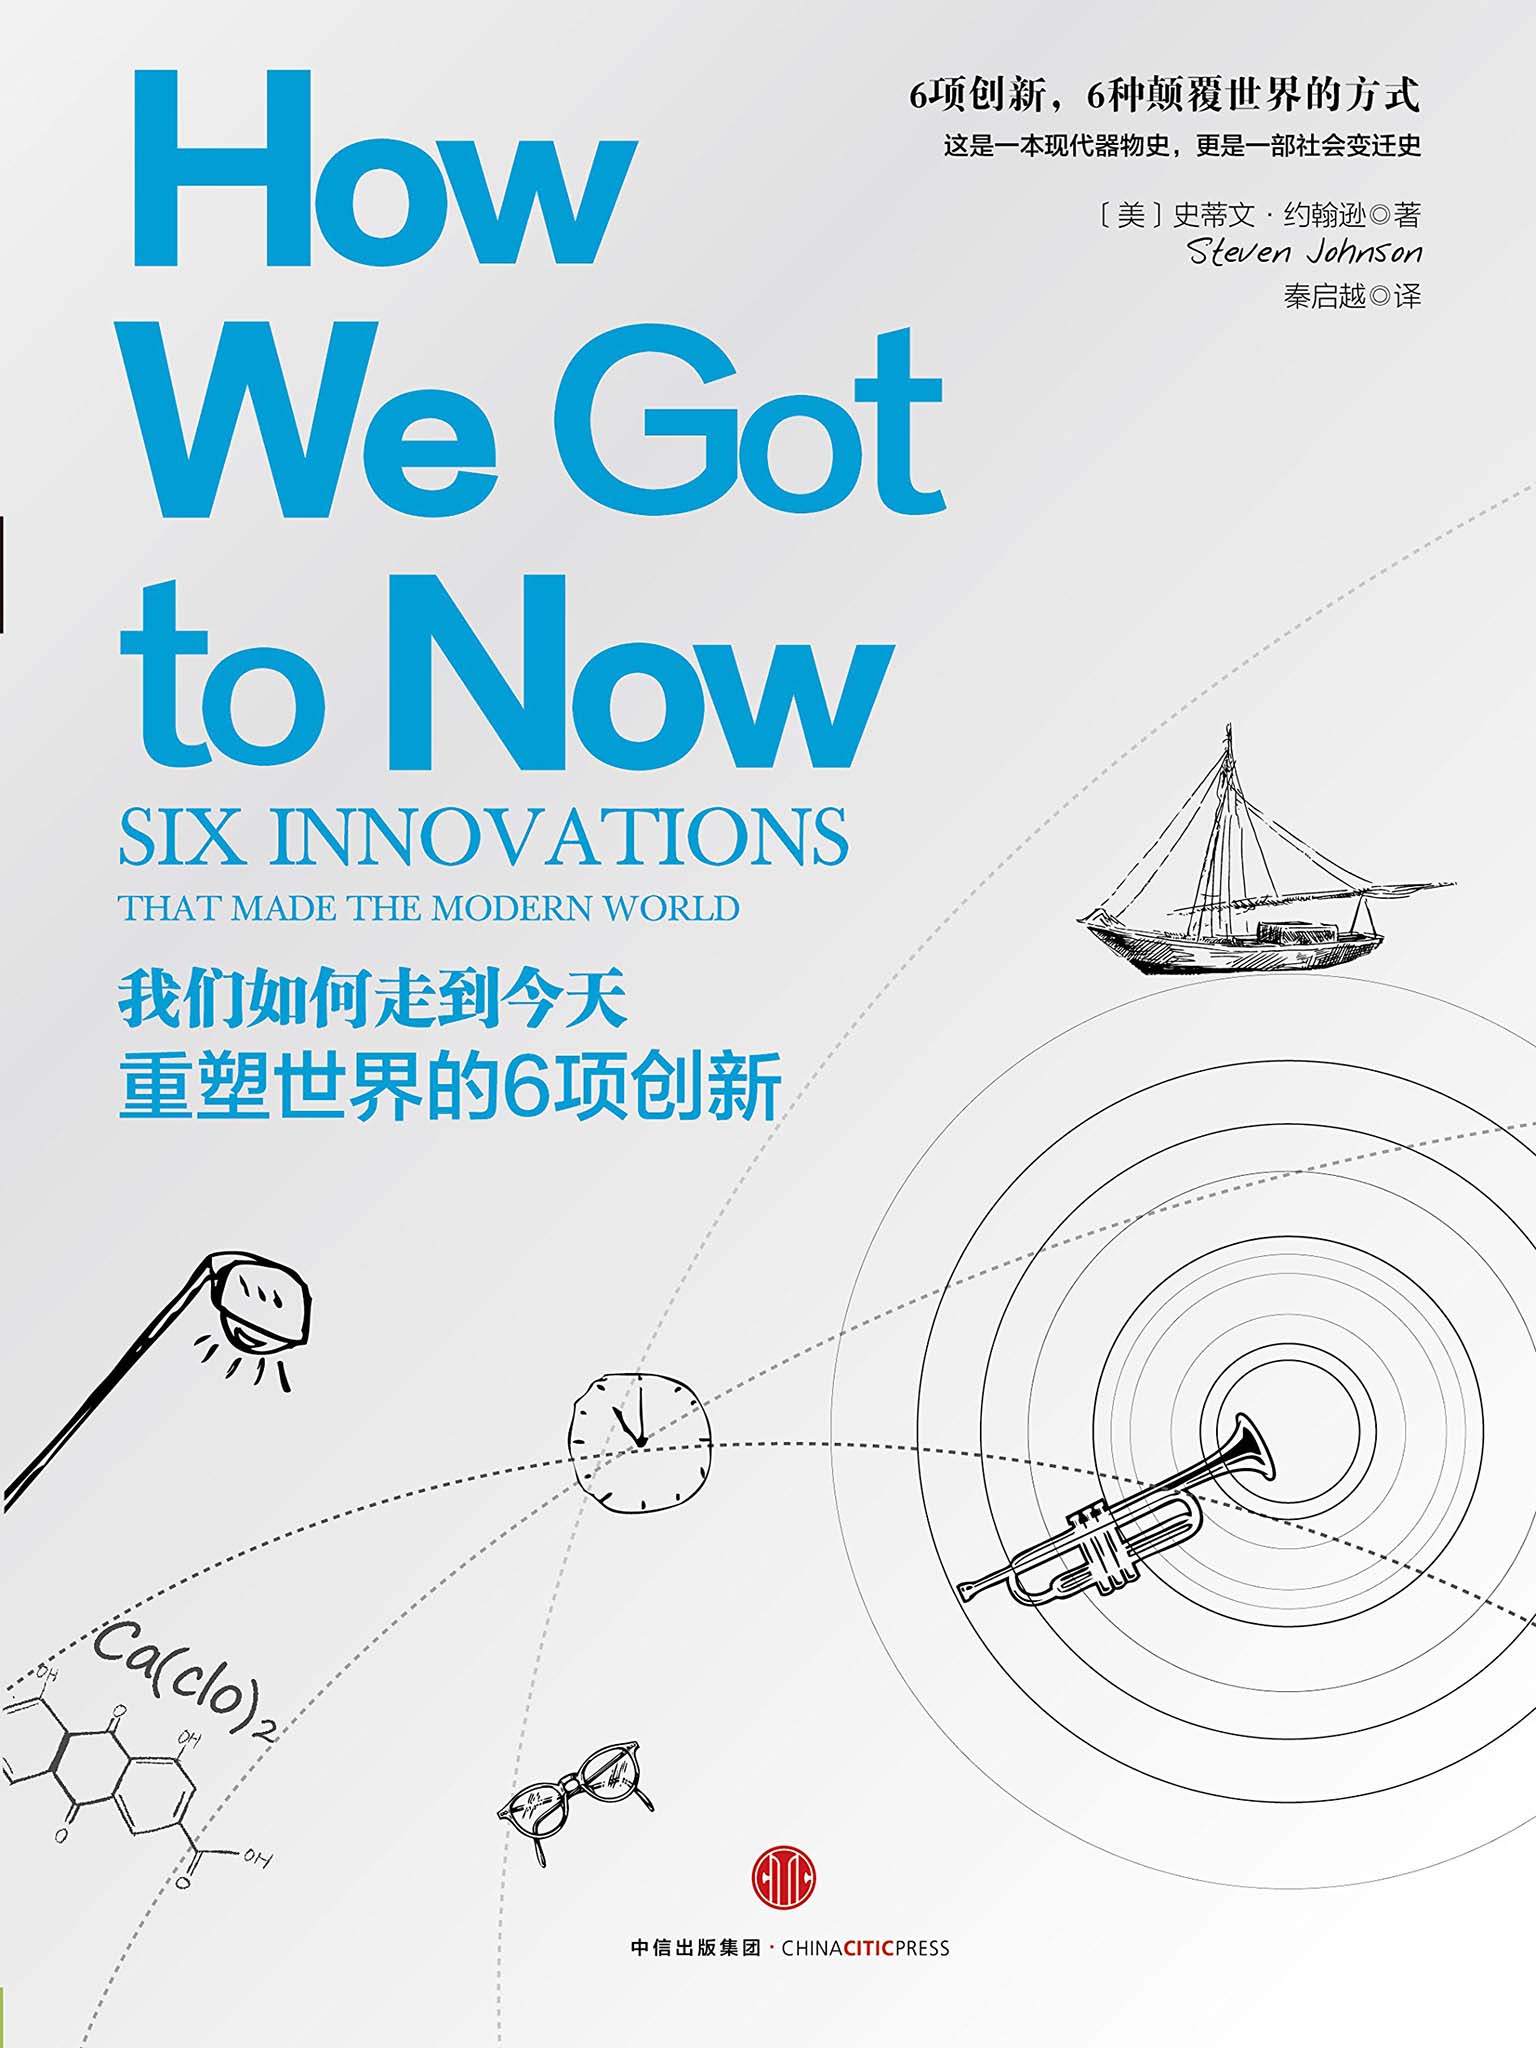 How
We Got
to Now
SIX INNOVATIONS
THAT MADE THE MODERN WORLD
我们如何走到今天
重塑世界的6项创新
6项创新，6种颠覆世界的方式
这是一本现代器物史，更是一部社会变迁史
〔美〕史蒂文·约翰逊◎著
Steven Johnson
秦启越◎译
Ca(clo)2
OH
O
OH
O
OH
O
CITIC
中信出版集团·CHINACITICPRESS